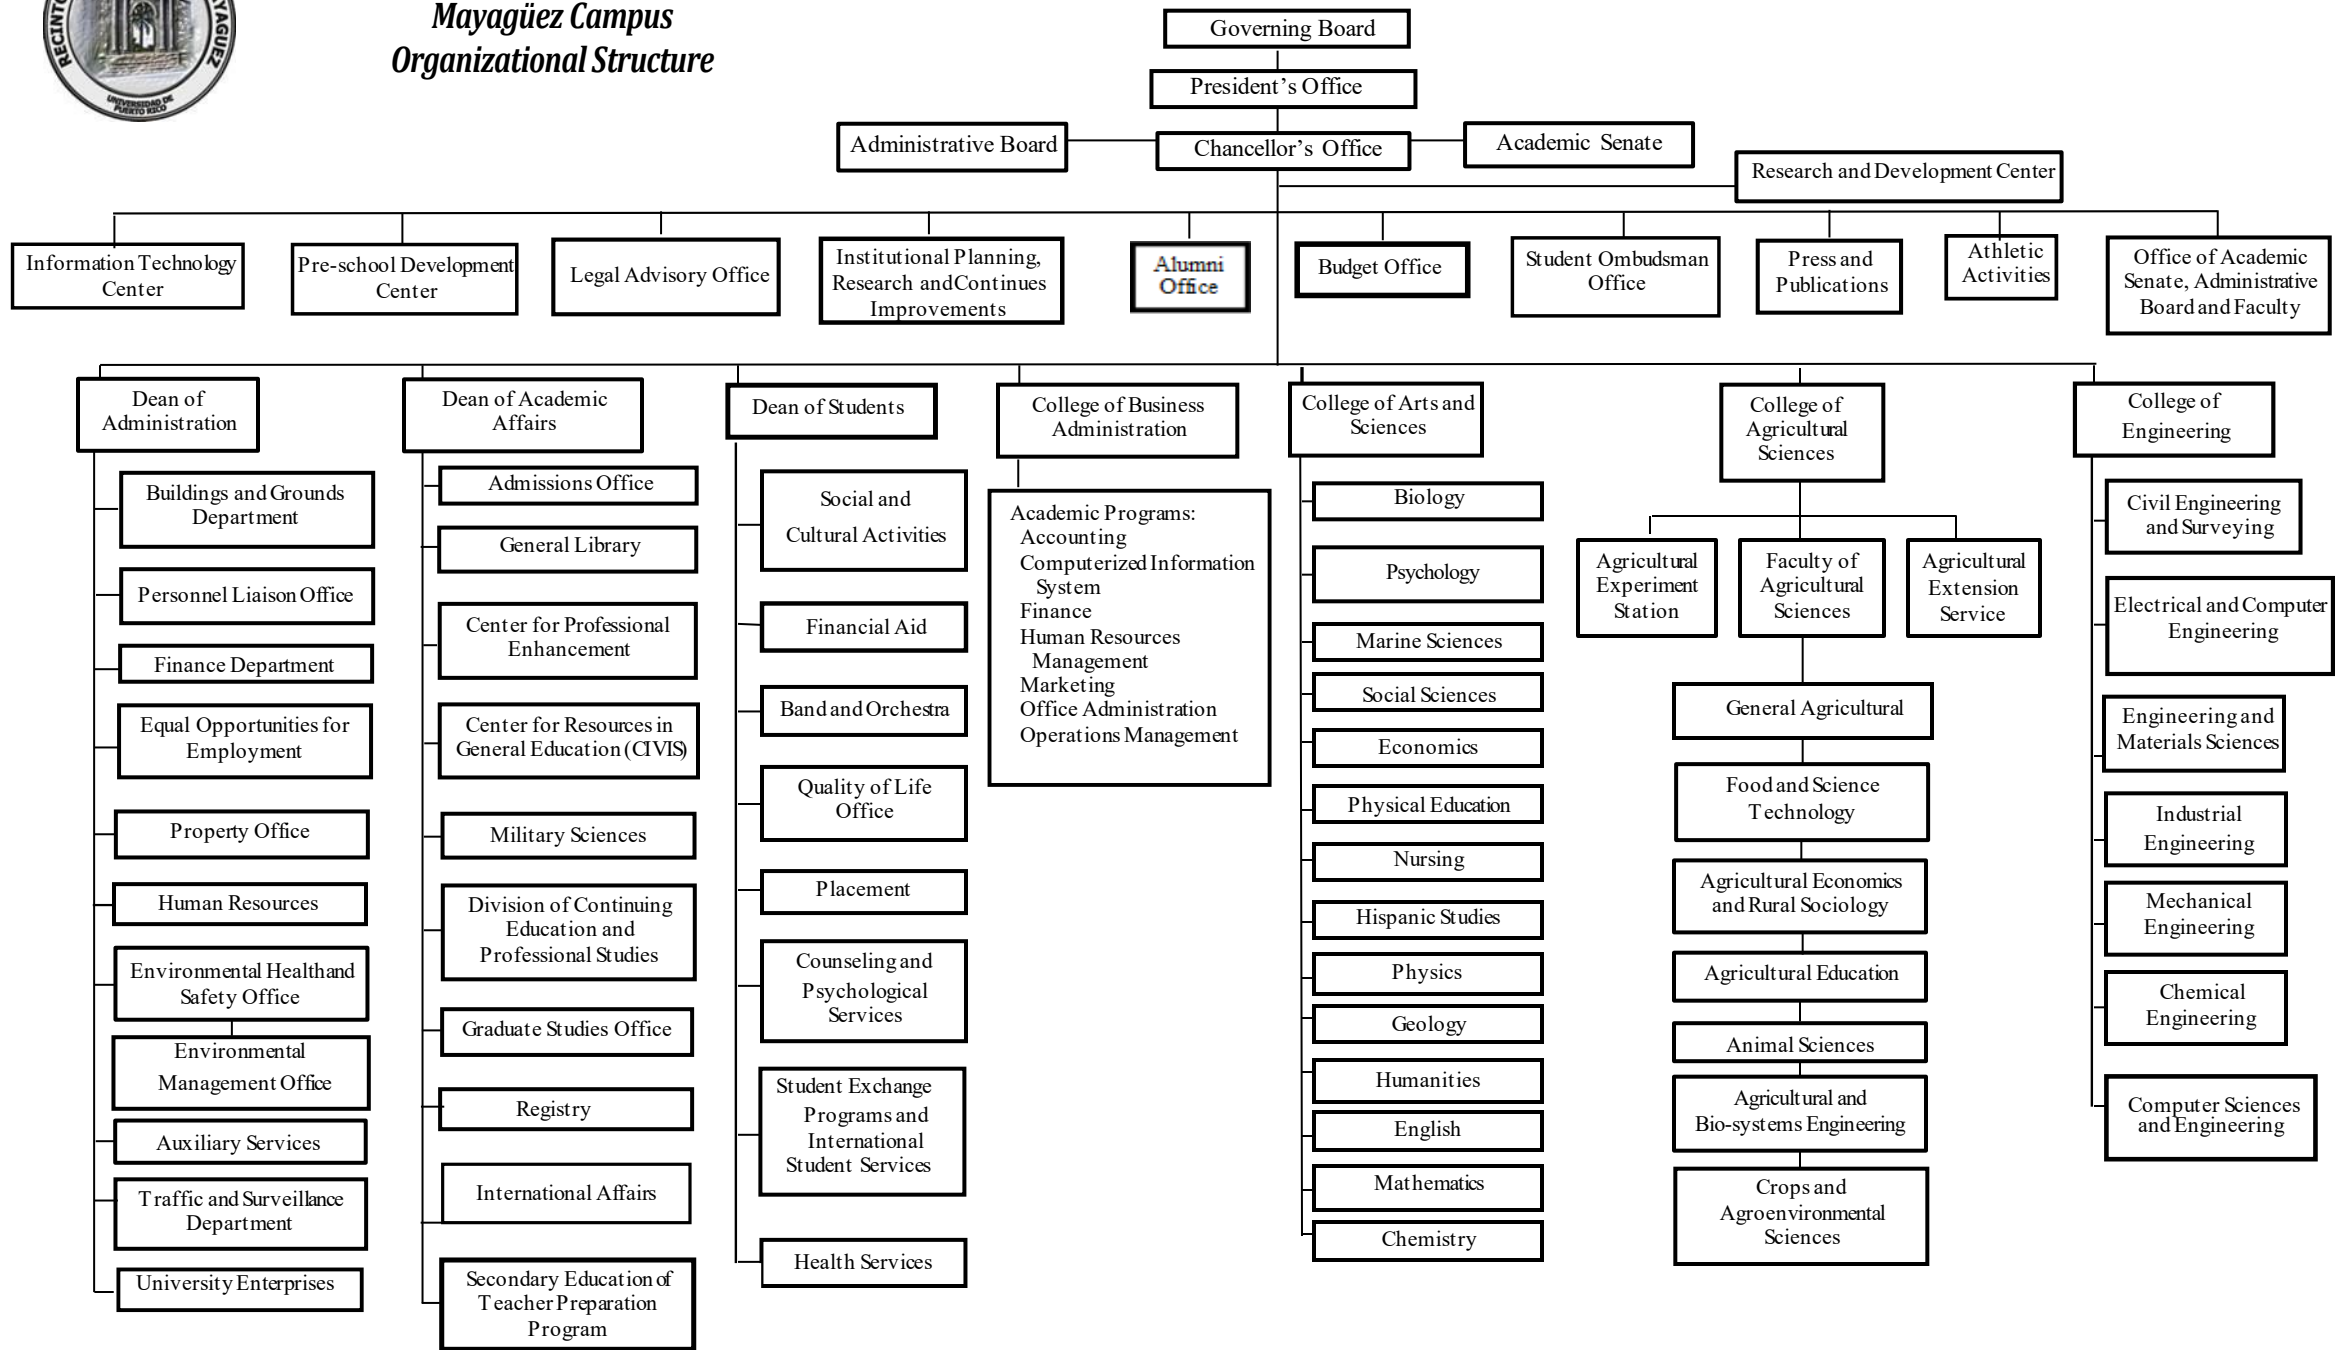 RECINTO
AYAGUEZ
UNIVERSIDAD DE
PUERTO RICO
Mayagüez Campus
Organizational Structure
Governing Board
President's Office
Administrative Board
Chancellor's Office
Academic Senate
Research and Development Center
Information Technology
Center
Pre-school Development
Center
Legal Advisory Office
Institutional Planning,
Research and Continues
Improvements
Alumni
Office
Budget Office
Student Ombudsman
Office
Press and
Publications
Athletic
Activities
Office of Academic
Senate, Administrative
Board and Faculty
Dean of
Administration
Buildings and Grounds
Department
Personnel Liaison Office
Finance Department
Equal Opportunities for
Employment
Property Office
Human Resources
Environmental Health and
Safety Office
Environmental
Management Office
Auxiliary Services
Traffic and Surveillance
Department
University Enterprises
Dean of Academic
Affairs
Admissions Office
General Library
Center for Professional
Enhancement
Center for Resources in
General Education (CIVIS)
Military Sciences
Division of Continuing
Education and
Professional Studies
Graduate Studies Office
Registry
International Affairs
Secondary Education of
Teacher Preparation
Program
Dean of Students
Social and
Cultural Activities
Financial Aid
Band and Orchestra
Quality of Life
Office
Placement
Counseling and
Psychological
Services
Student Exchange
Programs and
International
Student Services
Health Services
College of Business
Administration
Academic Programs:
Accounting
Computerized Information
System
Finance
Human Resources
Management
Marketing
Office Administration
Operations Management
College of Arts and
Sciences
Biology
Psychology
Marine Sciences
Social Sciences
Economics
Physical Education
Nursing
Hispanic Studies
Physics
Geology
Humanities
English
Mathematics
Chemistry
College of
Agricultural
Sciences
Agricultural
Experiment
Station
Faculty of
Agricultural
Sciences
Agricultural
Extension
Service
General Agricultural
Food and Science
Technology
Agricultural Economics
and Rural Sociology
Agricultural Education
Animal Sciences
Agricultural and
Bio-systems Engineering
Crops and
Agroenvironmental
Sciences
College of
Engineering
Civil Engineering
and Surveying
Electrical and Computer
Engineering
Engineering and
Materials Sciences
Industrial
Engineering
Mechanical
Engineering
Chemical
Engineering
Computer Sciences
and Engineering